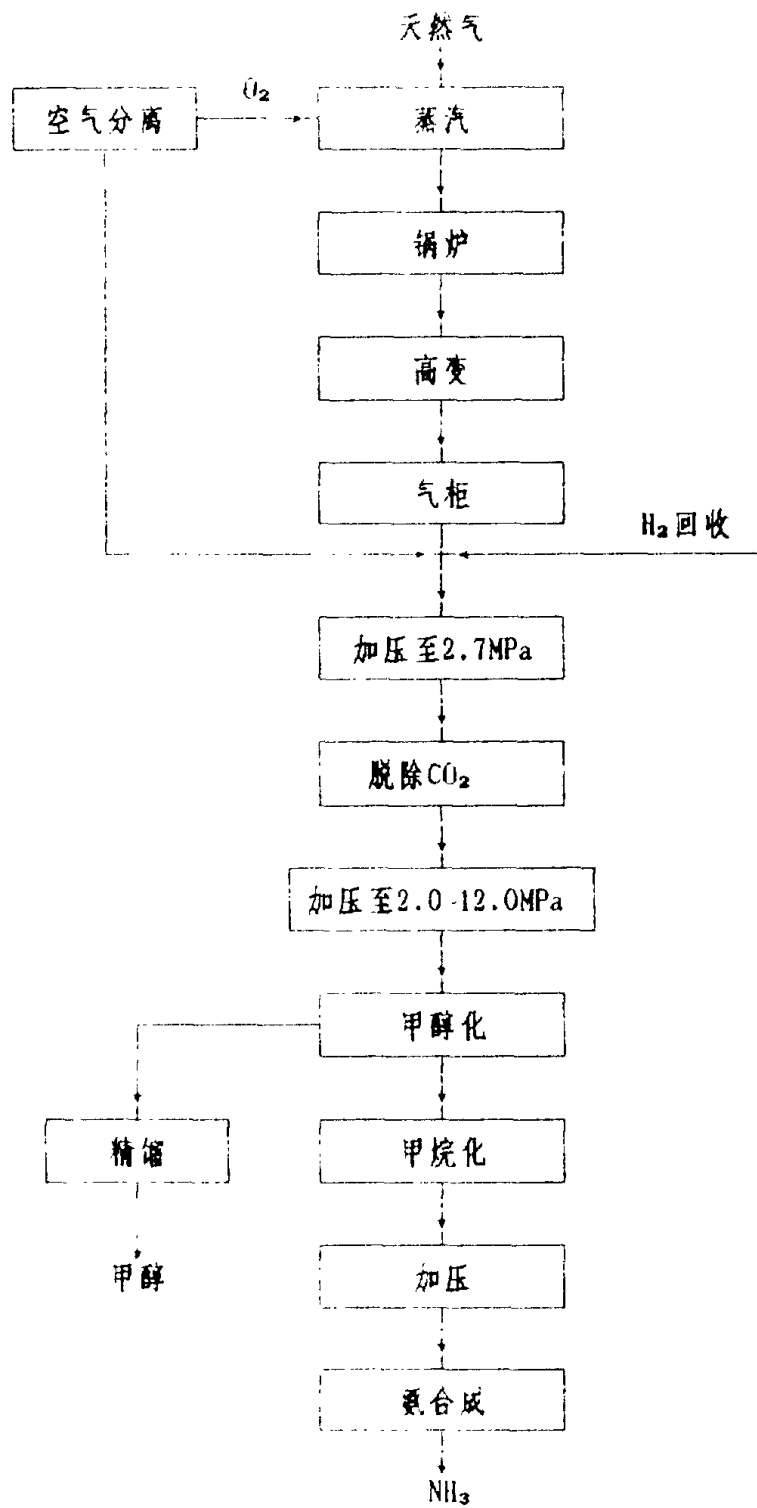 天然气
O₂
空气分离
蒸汽
锅炉
高变
气柜
H₂回收
加压至2.7MPa
脱除CO₂
加压至2.0-12.0MPa
甲醇化
精馏
甲烷化
甲醇
加压
氨合成
NH₃